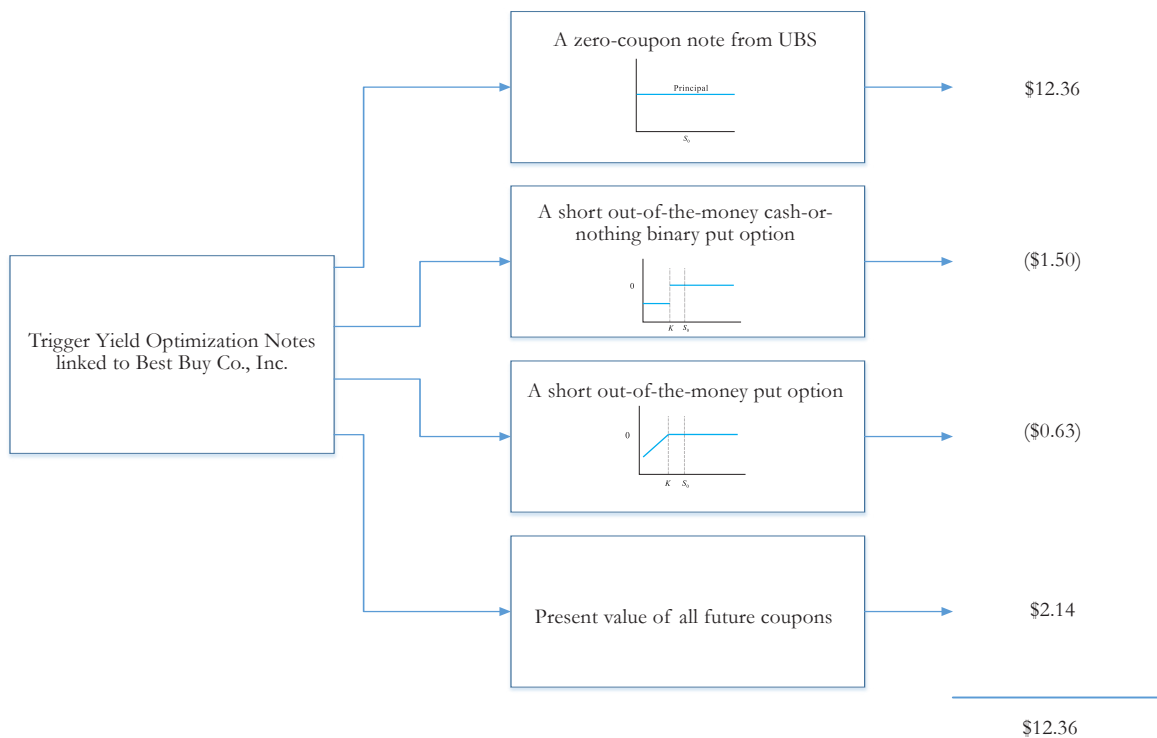 A zero-coupon note from UBS
Principal
S0
$12.36
A short out-of-the-money cash-or-
nothing binary put option
0
K S0
($1.50)
Trigger Yield Optimization Notes
linked to Best Buy Co., Inc.
A short out-of-the-money put option
0
K S0
($0.63)
Present value of all future coupons
$2.14
$12.36